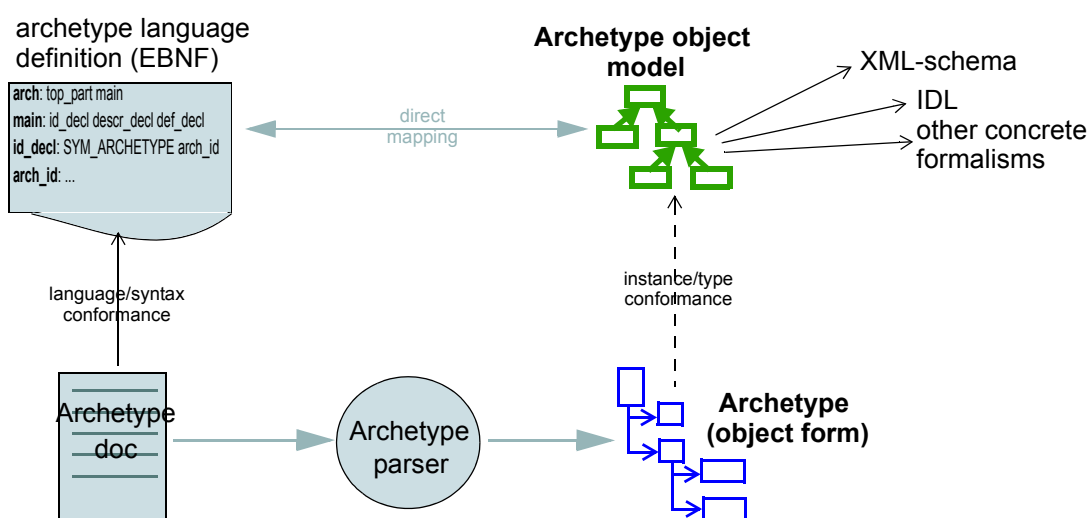 archetype language
definition (EBNF)
arch: top_part main
main: id_decl descr_decl def_decl
id_decl: SYM_ARCHETYPE arch_id
arch_id: ...
direct
mapping
Archetype object
model
XML-schema
IDL
other concrete
formalisms
language/syntax
conformance
instance/type
conformance
Archetype
doc
Archetype
parser
Archetype
(object form)